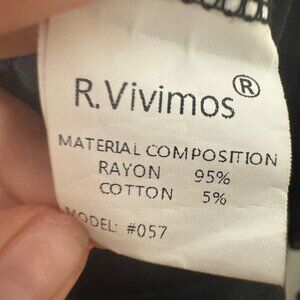 R.Vivimos®
MATERIAL COMPOSITION
RAYON 95%
COTTON 5%
MODEL: #057